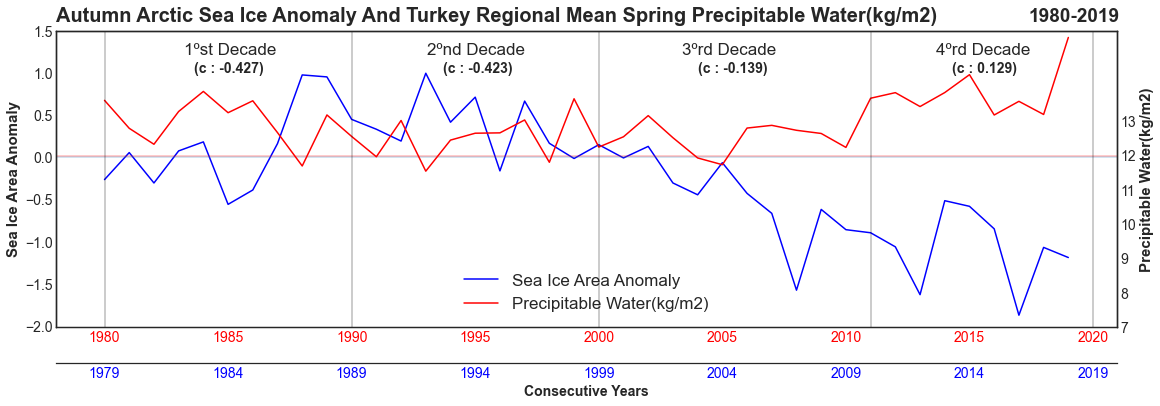 Autumn Arctic Sea Ice Anomaly And Turkey Regional Mean Spring Precipitable Water(kg/m2) 1980-2019
1ºst Decade 2ºnd Decade 3ºrd Decade 4ºrd Decade
(c : -0.427) (c : -0.423) (c : -0.139) (c : 0.129)
Sea Ice Area Anomaly
1.5
1.0
0.5
0.0
−0.5
−1.0
−1.5
−2.0
13
12
11
10
9
8
7
Precipitable Water(kg/m2)
Sea Ice Area Anomaly
Precipitable Water(kg/m2)
1980 1985 1990 1995 2000 2005 2010 2015 2020
1979 1984 1989 1994 1999 2004 2009 2014 2019
Consecutive Years